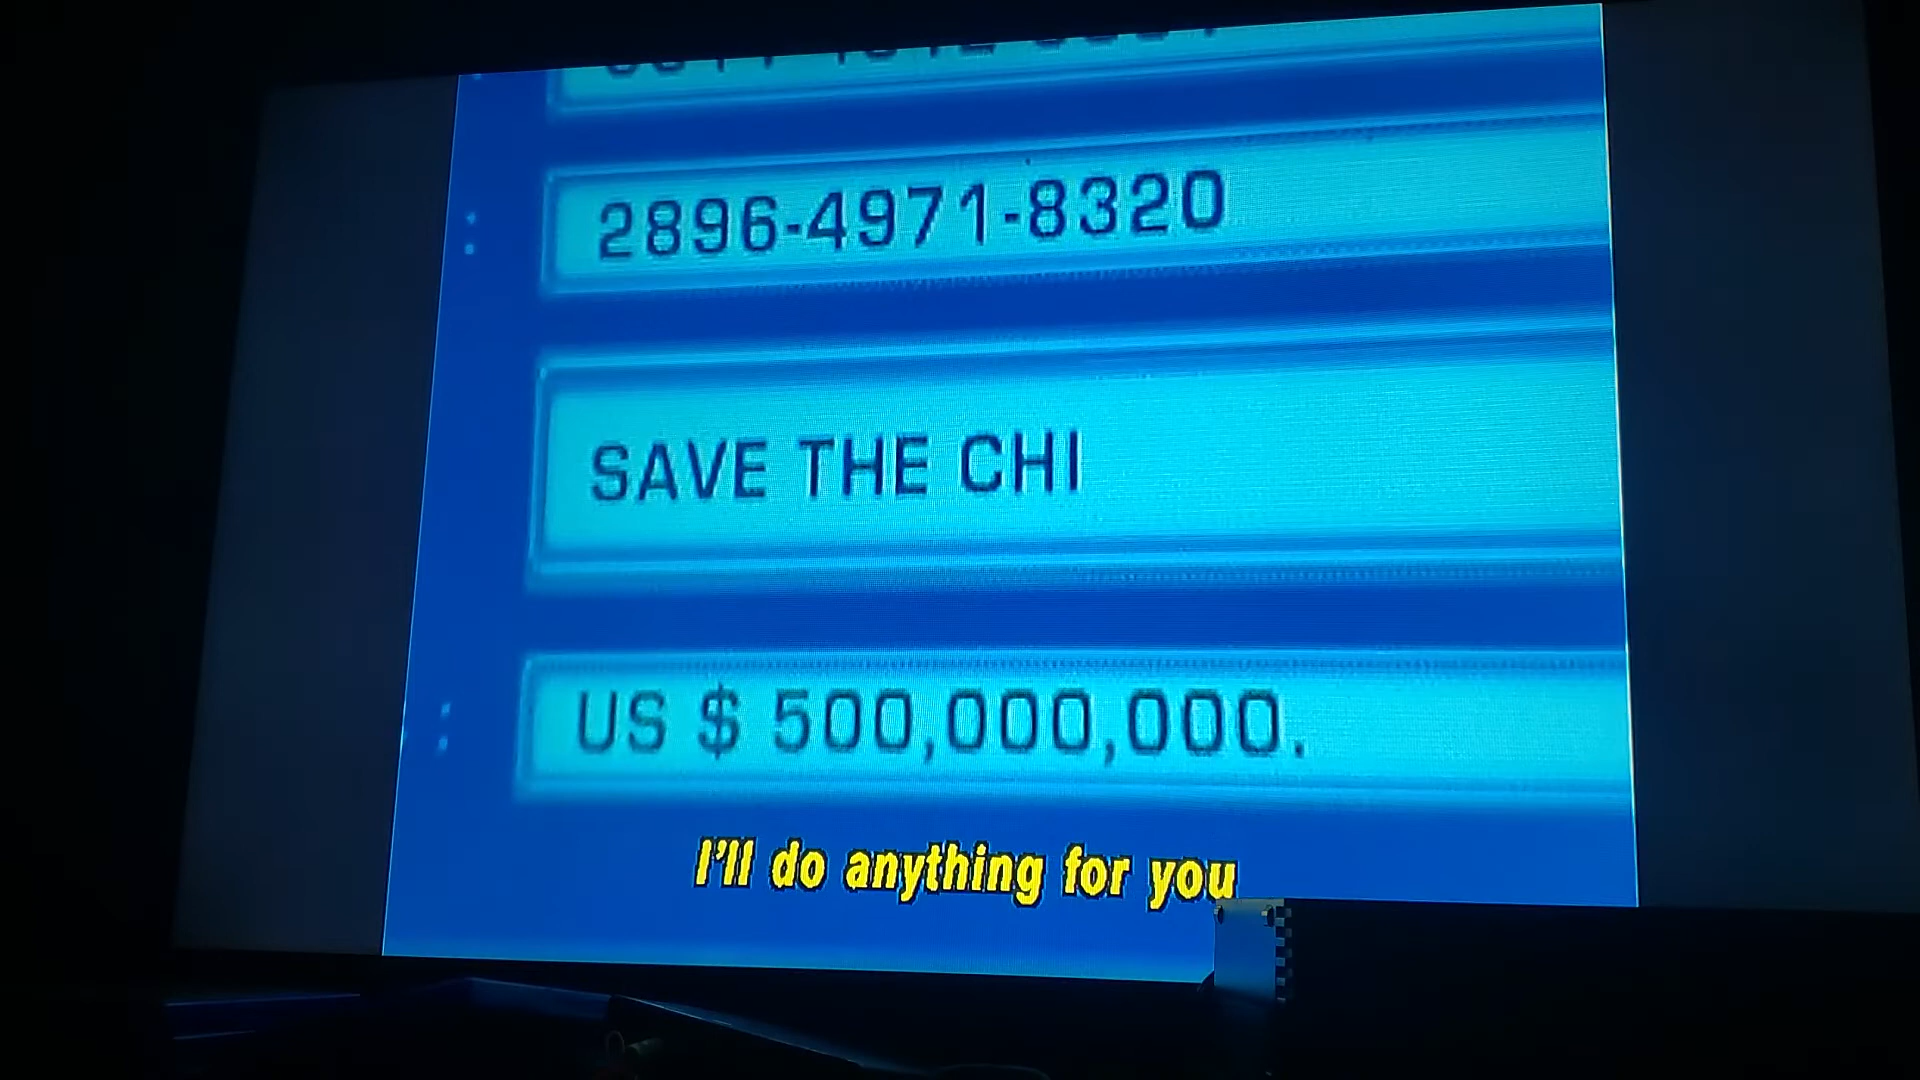 2896-4971-8320
SAVE THE CHI
US $ 500,000,000.
I'll do anything for you